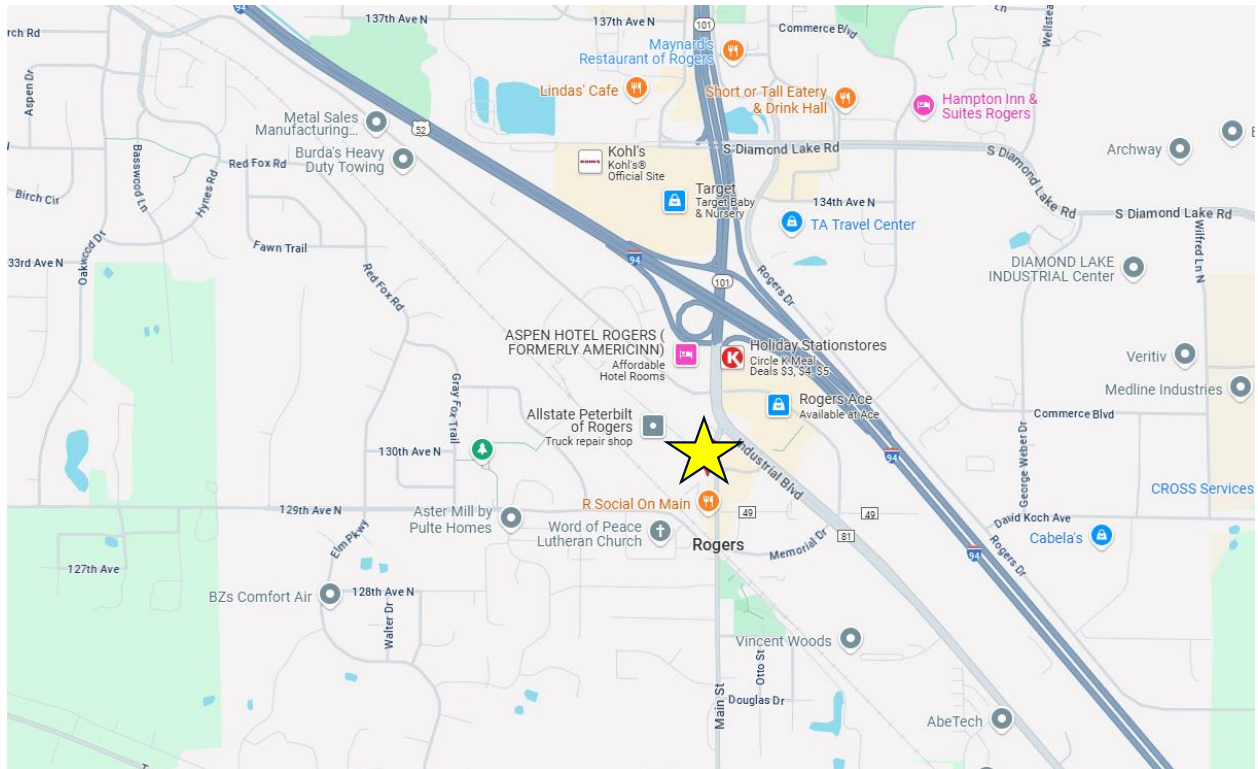 94
137th Ave N
137th Ave N
101
Commerce Blvd
Maynard's
Restaurant of Rogers
Lindas' Cafe
Short or Tall Eatery
& Drink Hall
Hampton Inn &
Suites Rogers
Aspen Dr
Metal Sales
Manufacturing...
52
S Diamond Lake Rd
Burda's Heavy
Duty Towing
Red Fox Rd
Kohl's
Kohl's®
Official Site
S Diamond Lake Rd
Archway
Birch Cir
Basswood Ln
Hynes Rd
Target
Target Baby
& Nursery
134th Ave N
TA Travel Center
S Diamond Lake Rd
Wilfred Ln N
Fawn Trail
33rd Ave N
Oakwood Dr
Red Fox Rd
94
101
Rogers Dr
DIAMOND LAKE
INDUSTRIAL Center
ASPEN HOTEL ROGERS (
FORMERLY AMERICINN)
Affordable
Hotel Rooms
K
Holiday Stationstores
Circle K Meal
Deals $3, $4, $5
Veritiv
Medline Industries
Gray Fox Trail
Rogers Ace
Available at Ace
Commerce Blvd
Allstate Peterbilt
of Rogers
Truck repair shop
Industrial Blvd
George Weber Dr
130th Ave N
94
CROSS Services
R Social On Main
129th Ave N
Aster Mill by
Pulte Homes
Word of Peace
Lutheran Church
49
49
Rogers
Memorial Dr
81
David Koch Ave
Cabela's
Rogers Dr
94
Elm Pkwy
127th Ave
BZs Comfort Air
128th Ave N
Walter Dr
Vincent Woods
Otto St
Main St
Douglas Dr
AbeTech